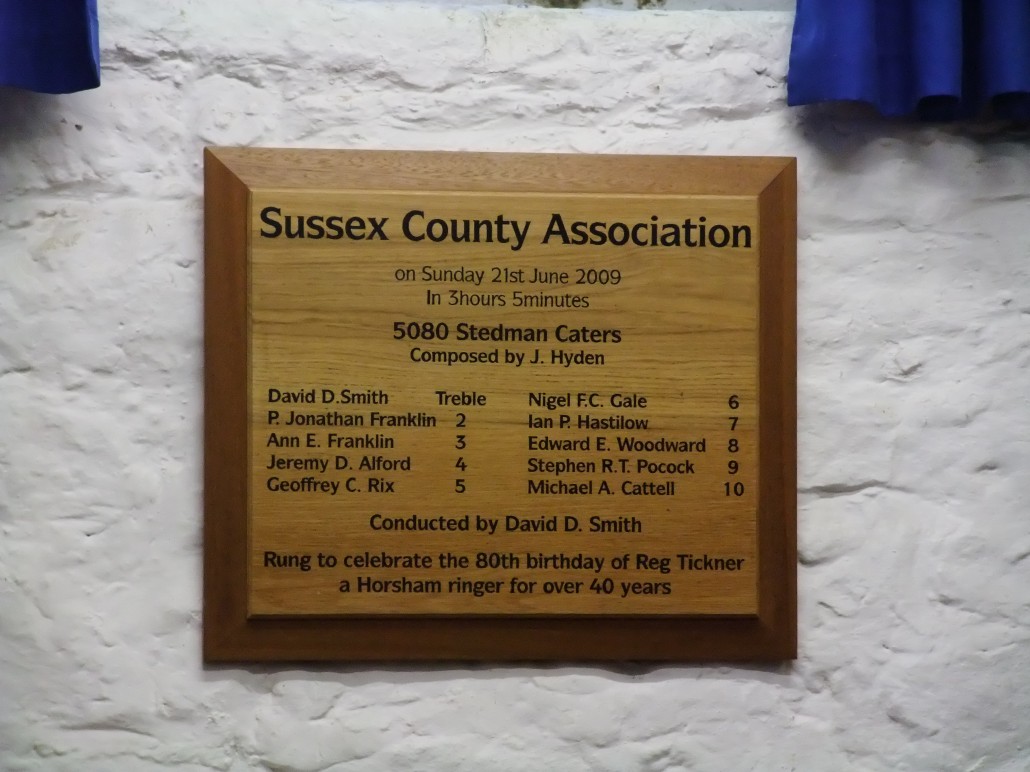 Sussex County Association
on Sunday 21st June 2009
In 3hours 5minutes
5080 Stedman Caters
Composed by J. Hyden
David D.Smith Treble Nigel F.C. Gale 6
P. Jonathan Franklin 2 Ian P. Hastilow 7
Ann E. Franklin 3 Edward E. Woodward 8
Jeremy D. Alford 4 Stephen R.T. Pocock 9
Geoffrey C. Rix 5 Michael A. Cattell 10
Conducted by David D. Smith
Rung to celebrate the 80th birthday of Reg Tickner
a Horsham ringer for over 40 years